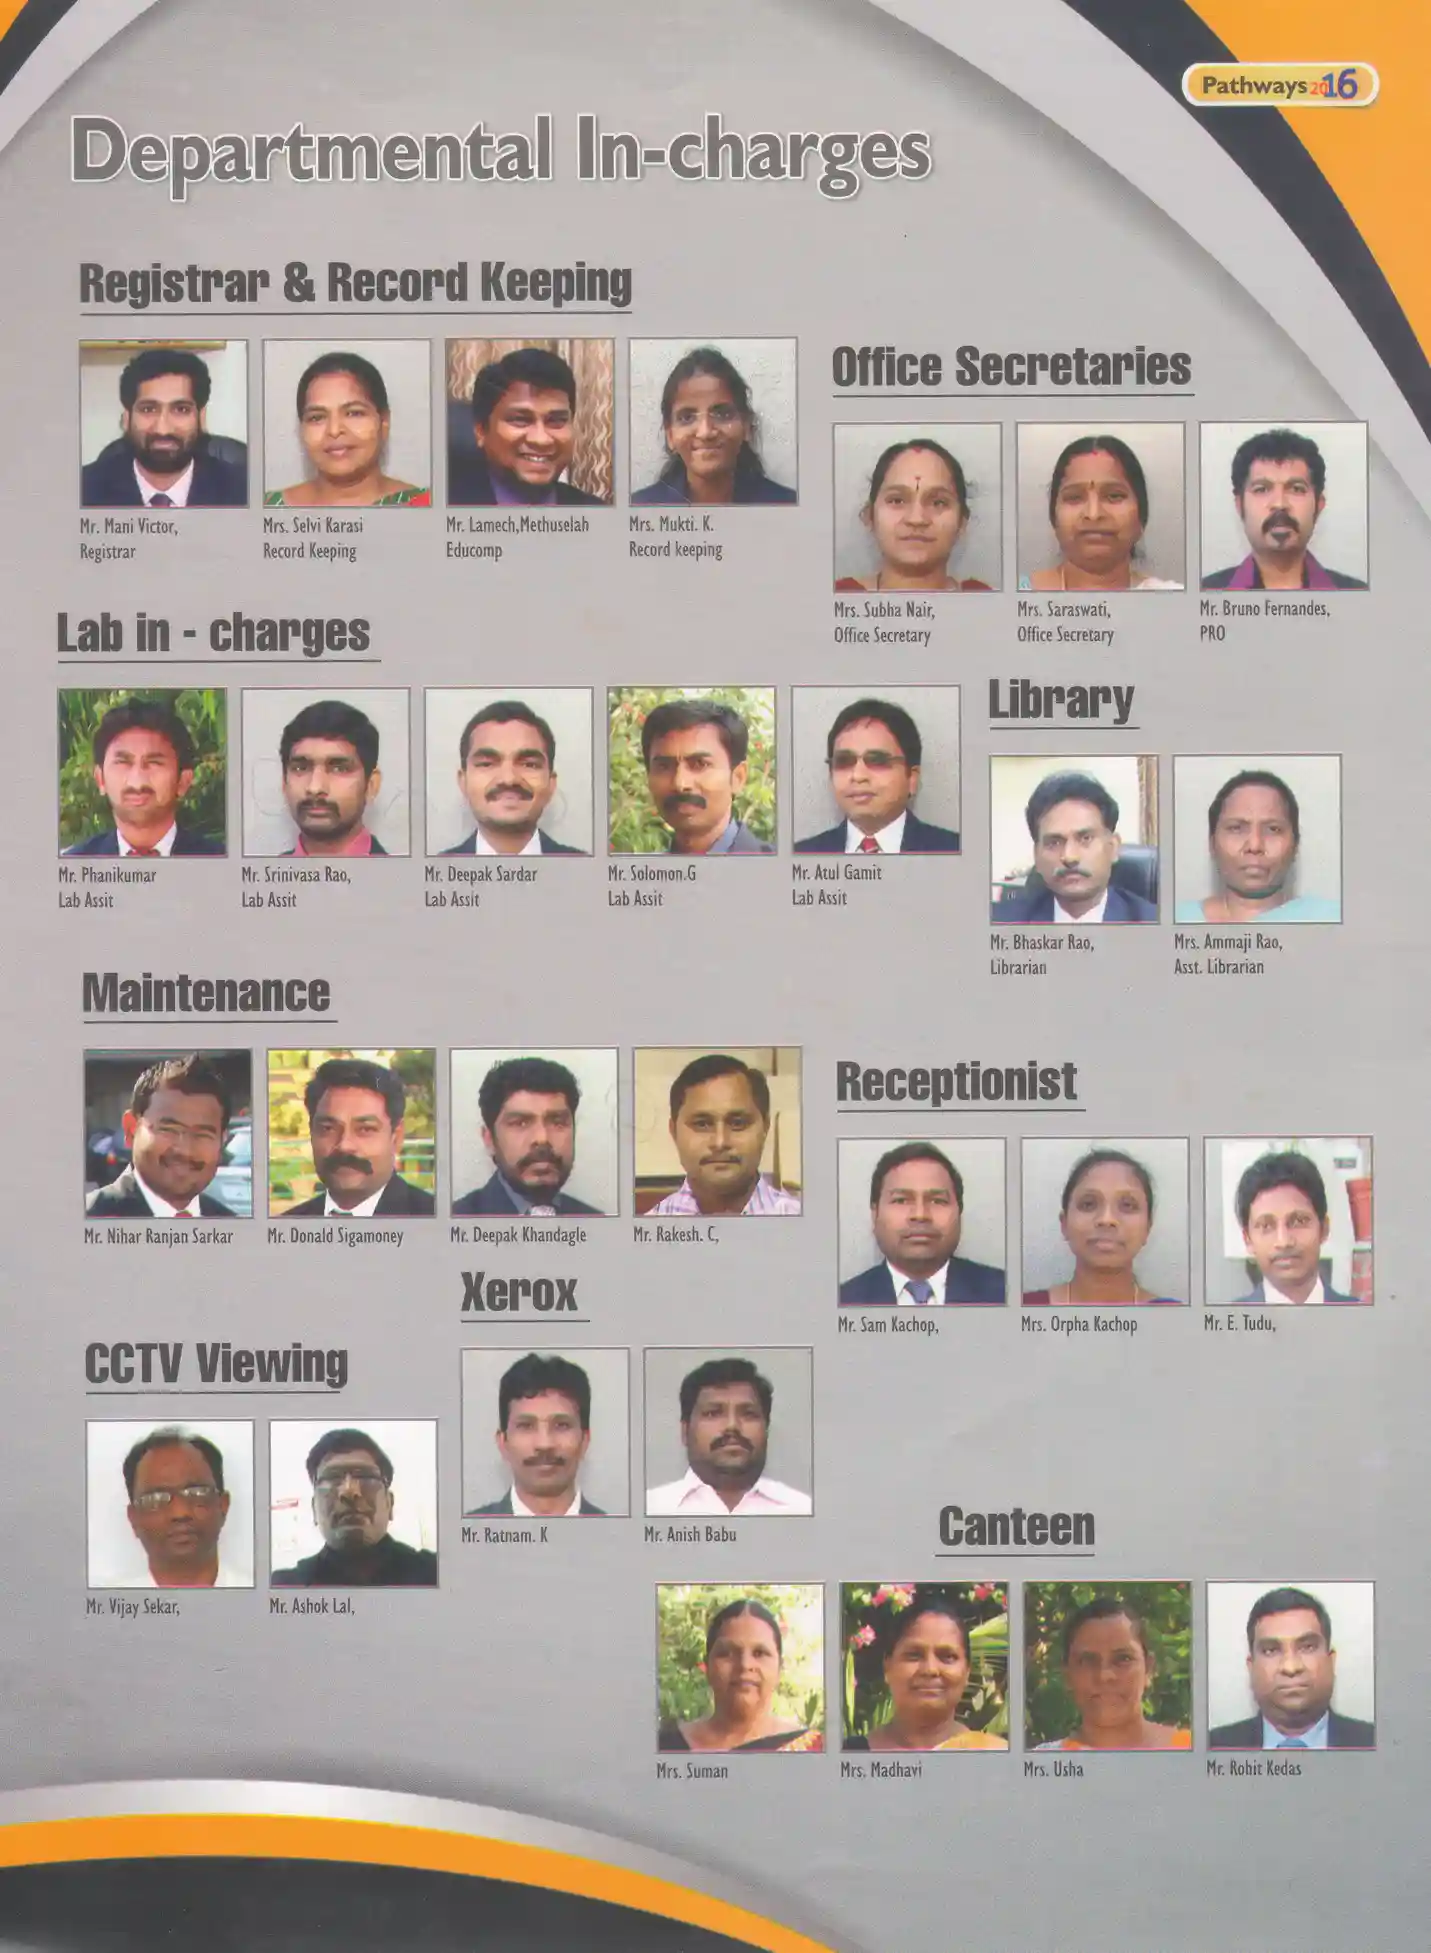 Pathways 2016
Departmental In-charges
Registrar & Record Keeping
Mr. Mani Victor,
Registrar
Mrs. Selvi Karasi
Record Keeping
Mr. Lamech,Methuselah
Educomp
Mrs. Mukti. K.
Record keeping
Office Secretaries
Mrs. Subha Nair,
Office Secretary
Mrs. Saraswati,
Office Secretary
Mr. Bruno Fernandes,
PRO
Lab in - charges
Mr. Phanikumar
Lab Assit
Mr. Srinivasa Rao,
Lab Assit
Mr. Deepak Sardar
Lab Assit
Mr. Solomon.G
Lab Assit
Mr. Atul Gamit
Lab Assit
Library
Mr. Bhaskar Rao,
Librarian
Mrs. Ammaji Rao,
Asst. Librarian
Maintenance
Mr. Nihar Ranjan Sarkar
Mr. Donald Sigamoney
Mr. Deepak Khandagle
Mr. Rakesh. C,
Receptionist
Mr. Sam Kachop,
Mrs. Orpha Kachop
Mr. E. Tudu,
Xerox
Mr. Ratnam. K
Mr. Anish Babu
CCTV Viewing
Mr. Vijay Sekar,
Mr. Ashok Lal,
Canteen
Mrs. Suman
Mrs. Madhavi
Mrs. Usha
Mr. Rohit Kedas